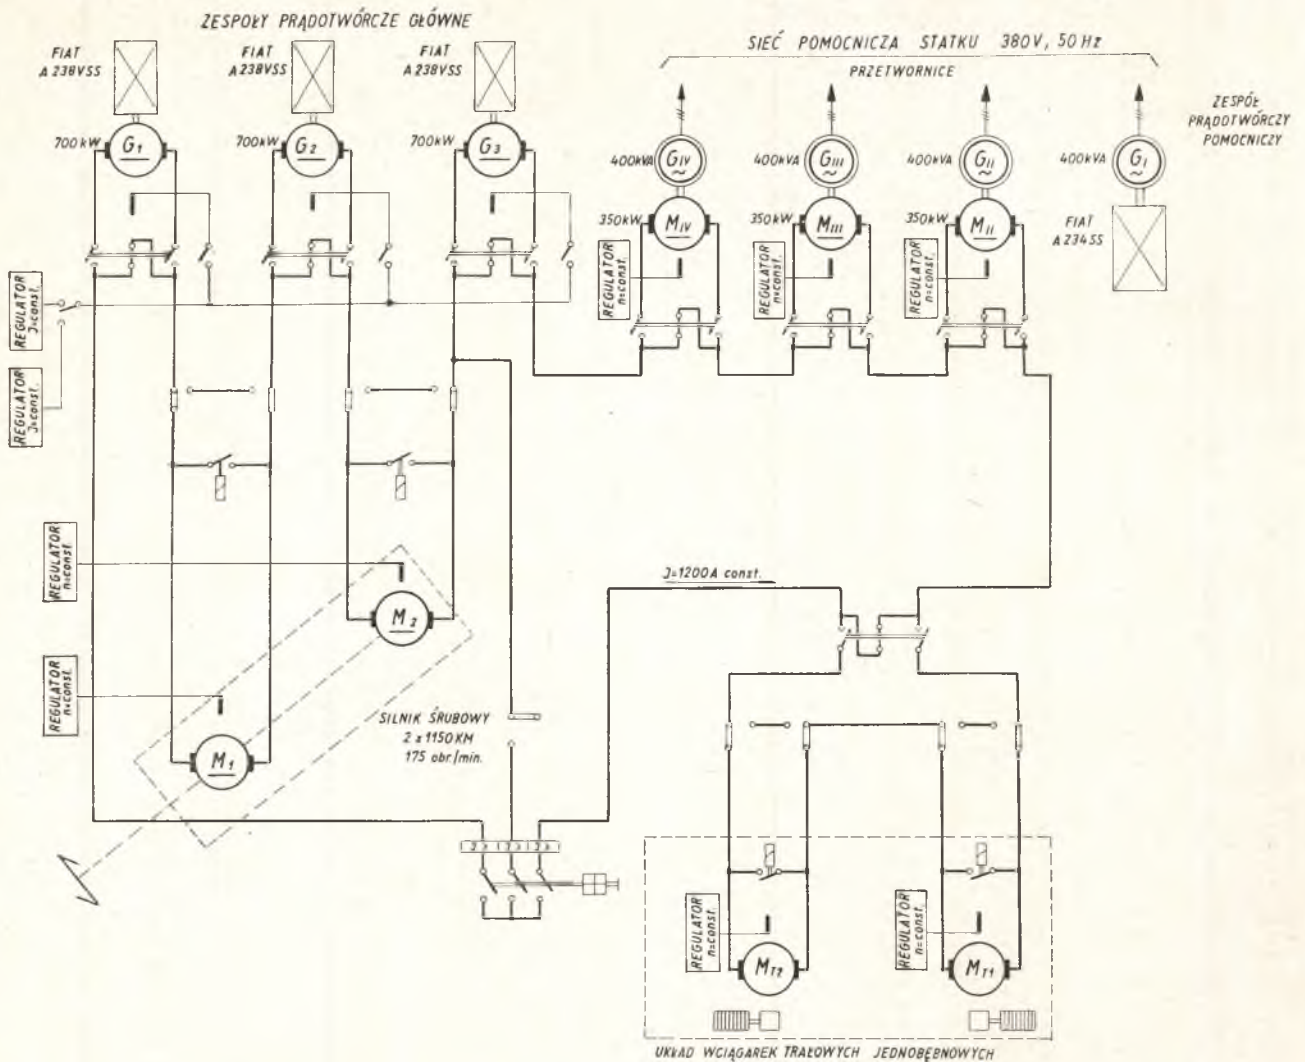 ZESPOŁY PRĄDOTWÓRCZE GŁÓWNE
FIAT
A 238VSS
FIAT
A 238VSS
FIAT
A 238VSS
SIEĆ POMOCNICZA STATKU 380V, 50 Hz
PRZETWORNICE
ZESPÓŁ
PRĄDOTWÓRCZY
POMOCNICZY
700kW
G1
700kW
G2
700kW
G3
400kVA
GIV
~
400kVA
GIII
~
400kVA
GII
~
400kVA
GI
~
350kW
MIV
350kW
MIII
350kW
MII
FIAT
A 234SS
REGULATOR
n=const.
REGULATOR
n=const.
REGULATOR
n=const.
REGULATOR
J=const.
REGULATOR
J=const.
REGULATOR
n=const.
REGULATOR
n=const.
M2
M1
J=1200A const.
SILNIK ŚRUBOWY
2 x 1150 KM
175 obr./min.
REGULATOR
n=const.
REGULATOR
n=const.
MT2
MT1
UKŁAD WCIĄGAREK TRAŁOWYCH JEDNOBĘBNOWYCH